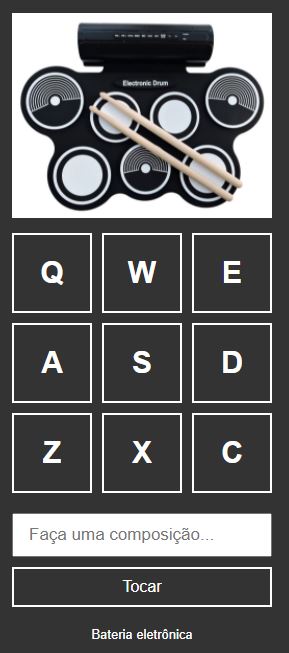 Electronic Drum
Q W E
A S D
Z X C
Faça uma composição...
Tocar
Bateria eletrônica